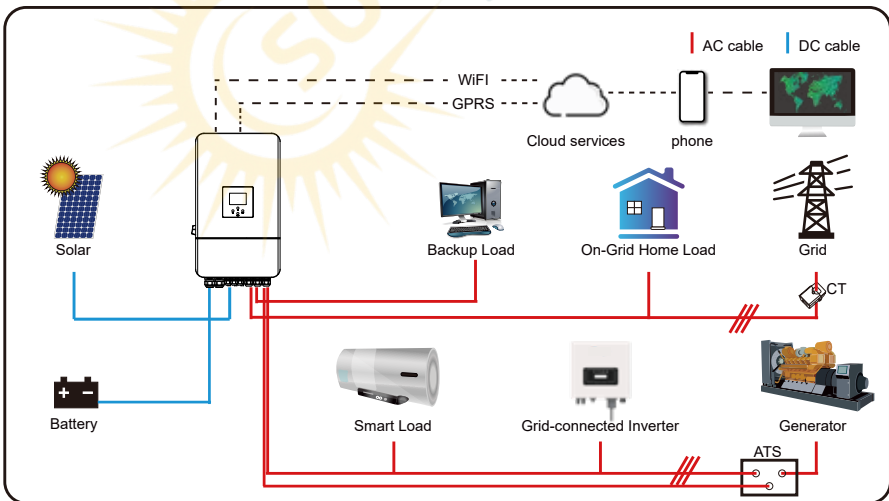 AC cable
DC cable
WiFI
GPRS
Cloud services
phone
Solar
Backup Load
On-Grid Home Load
Grid
CT
Battery
Smart Load
Grid-connected Inverter
Generator
ATS